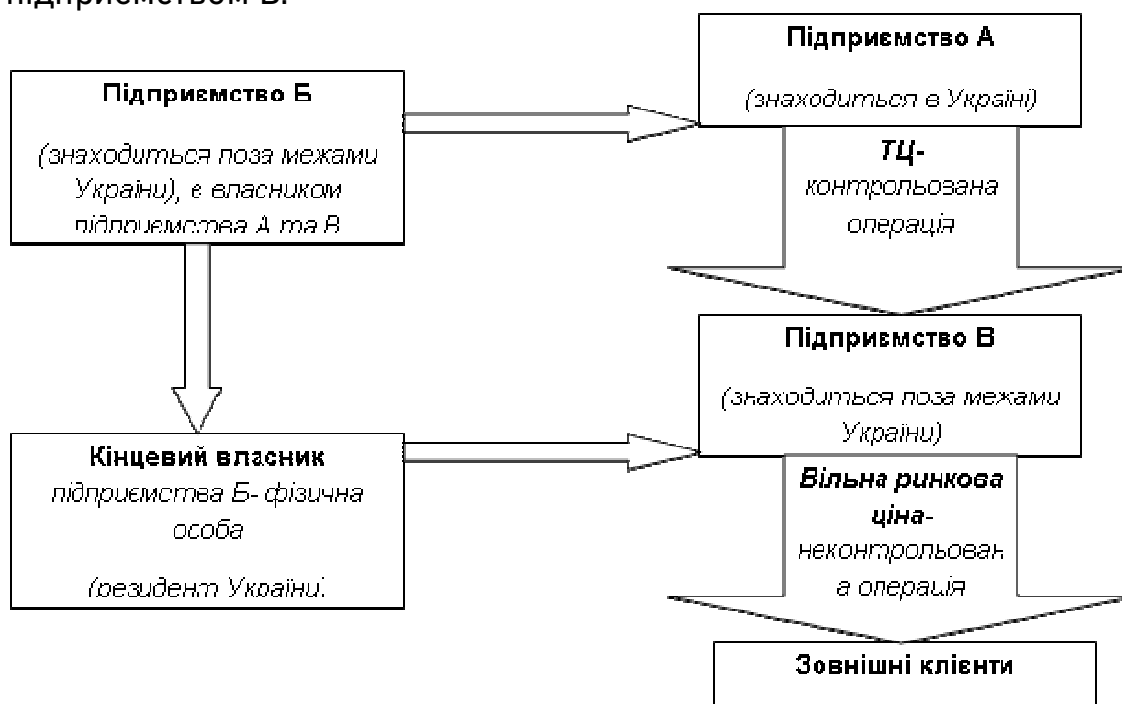 підприємством В.
Підприємство А
(знаходиться в Україні)
Підприємство Б
(знаходиться поза межами
України), є власником
підприємства А та В
ТЦ-
контрольована
операція
Підприємство В
(знаходиться поза межами
України)
Кінцевий власник
підприємства Б- фізична
особа
(резидент України)
Вільна ринкова
ціна-
неконтрольован
а операція
Зовнішні клієнти